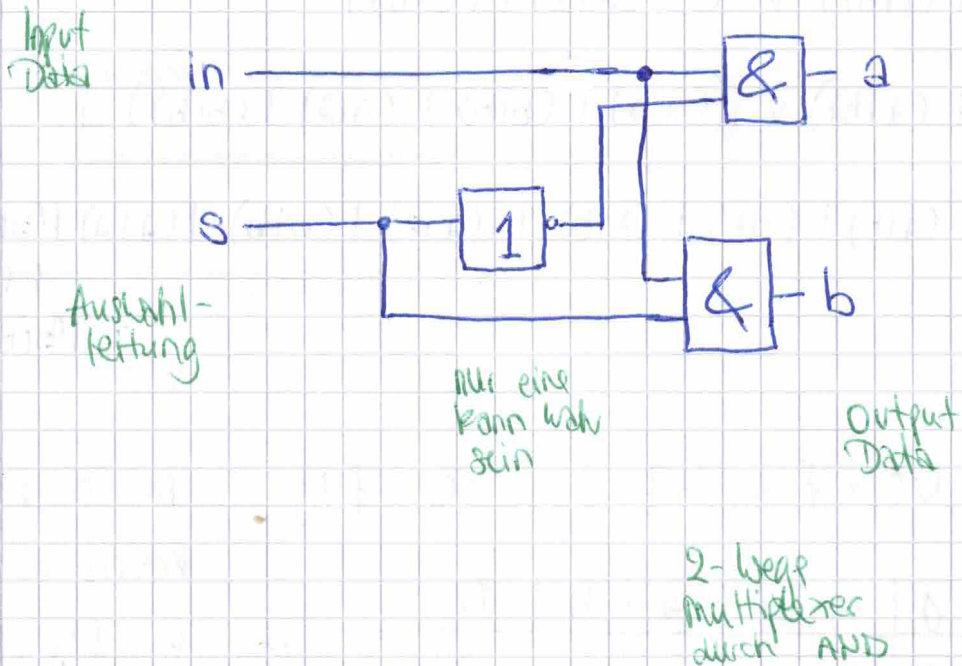 Input
Data
in
&
a
s
1
&
b
Auswahl-
leitung
nur eine
kann wahr
sein
Output
Data
2-Wege
Multiplexer
durch AND